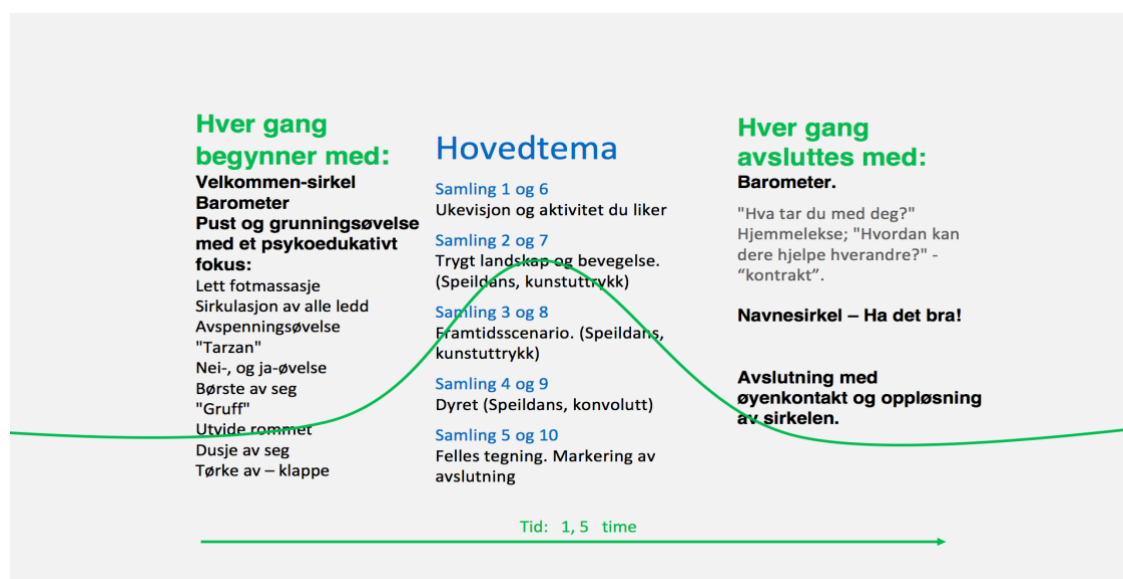 Hver gang
begynner med:
Velkommen-sirkel
Barometer
Pust og grunningsøvelse
med et psykoedukativt
fokus:
Lett fotmassasje
Sirkulasjon av alle ledd
Avspenningsøvelse
"Tarzan"
Nei-, og ja-øvelse
Børste av seg
"Gruff"
Utvide rommet
Dusje av seg
Tørke av – klappe
Hovedtema
Samling 1 og 6
Ukevisjon og aktivitet du liker
Samling 2 og 7
Trygt landskap og bevegelse.
(Speildans, kunstuttrykk)
Samling 3 og 8
Framtidsscenario. (Speildans,
kunstuttrykk)
Samling 4 og 9
Dyret (Speildans, konvolutt)
Samling 5 og 10
Felles tegning. Markering av
avslutning
Hver gang
avsluttes med:
Barometer.
"Hva tar du med deg?"
Hjemmelekse; "Hvordan kan
dere hjelpe hverandre?" -
“kontrakt”.
Navnesirkel – Ha det bra!
Avslutning med
øyenkontakt og oppløsning
av sirkelen.
Tid: 1, 5 time